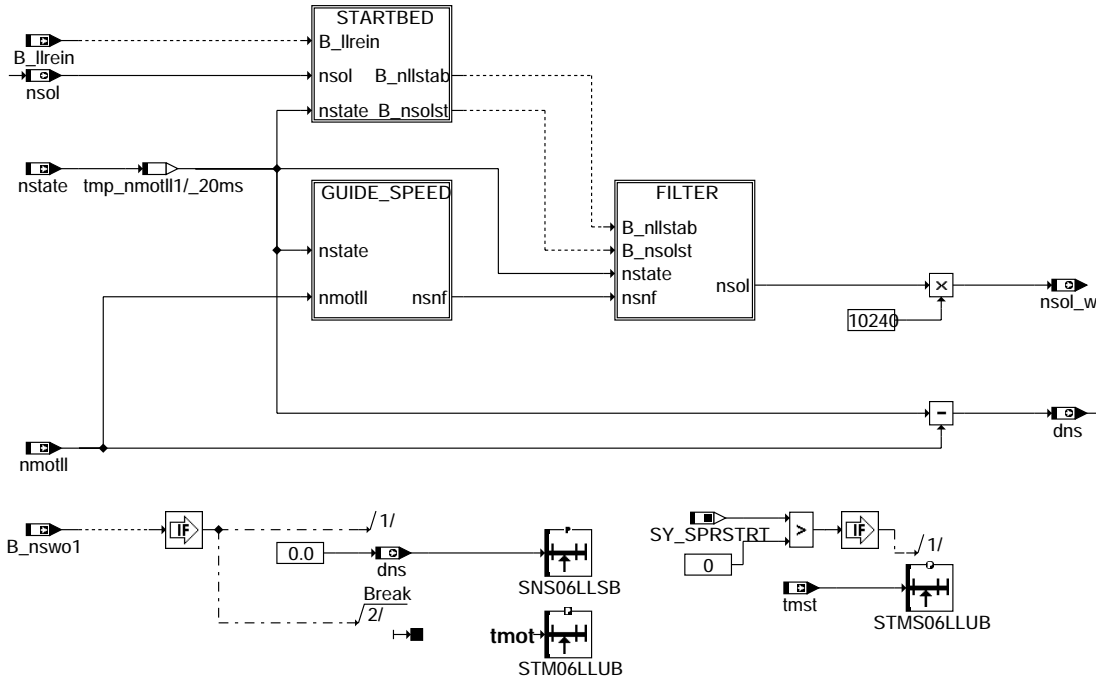 STARTBED
B_llrein
B_llrein
nsol
nsol
B_nllstab
nstate
B_nsolst
nstate
tmp_nmotll1/_20ms
GUIDE_SPEED
nstate
nmotll
nsnf
FILTER
B_nllstab
B_nsolst
nstate
nsnf
nsol
10240
×
nsol_w
-
dns
nmotll
B_nswo1
IF
1/
0.0
dns
SNS06LLSB
Break
2/
tmot
STM06LLUB
SY_SPRSTRT
0
>
IF
1/
tmst
STMS06LLUB